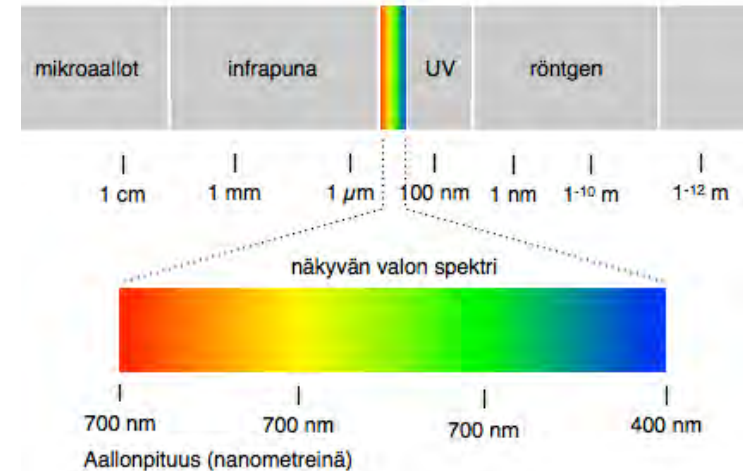 mikroaallot infrapuna UV röntgen
1 cm 1 mm 1 µm 100 nm 1 nm 1⁻¹⁰ m 1⁻¹² m
näkyvän valon spektri
700 nm 700 nm 700 nm 400 nm
Aallonpituus (nanometreinä)